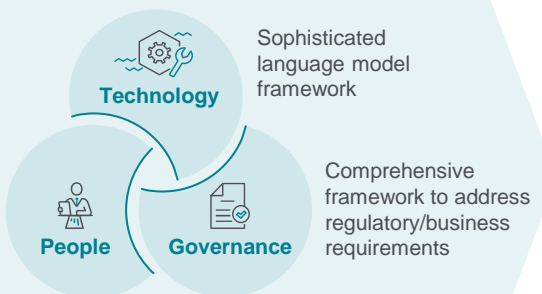 Sophisticated
language model
framework
Technology
Comprehensive
framework to address
regulatory/business
requirements
People
Governance